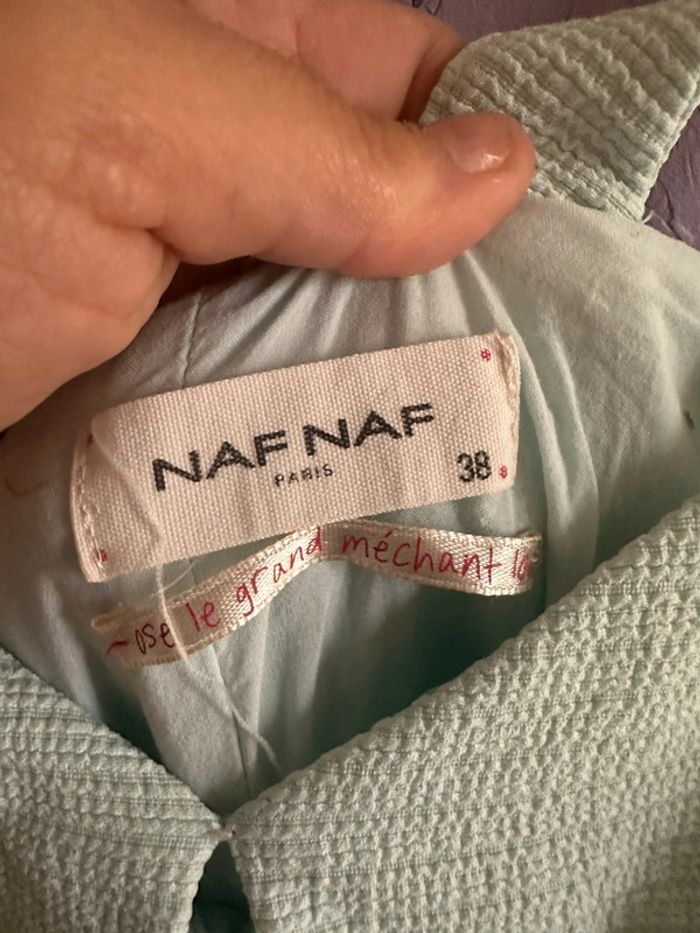 NAF NAF
PARIS
38
ose le grand méchant